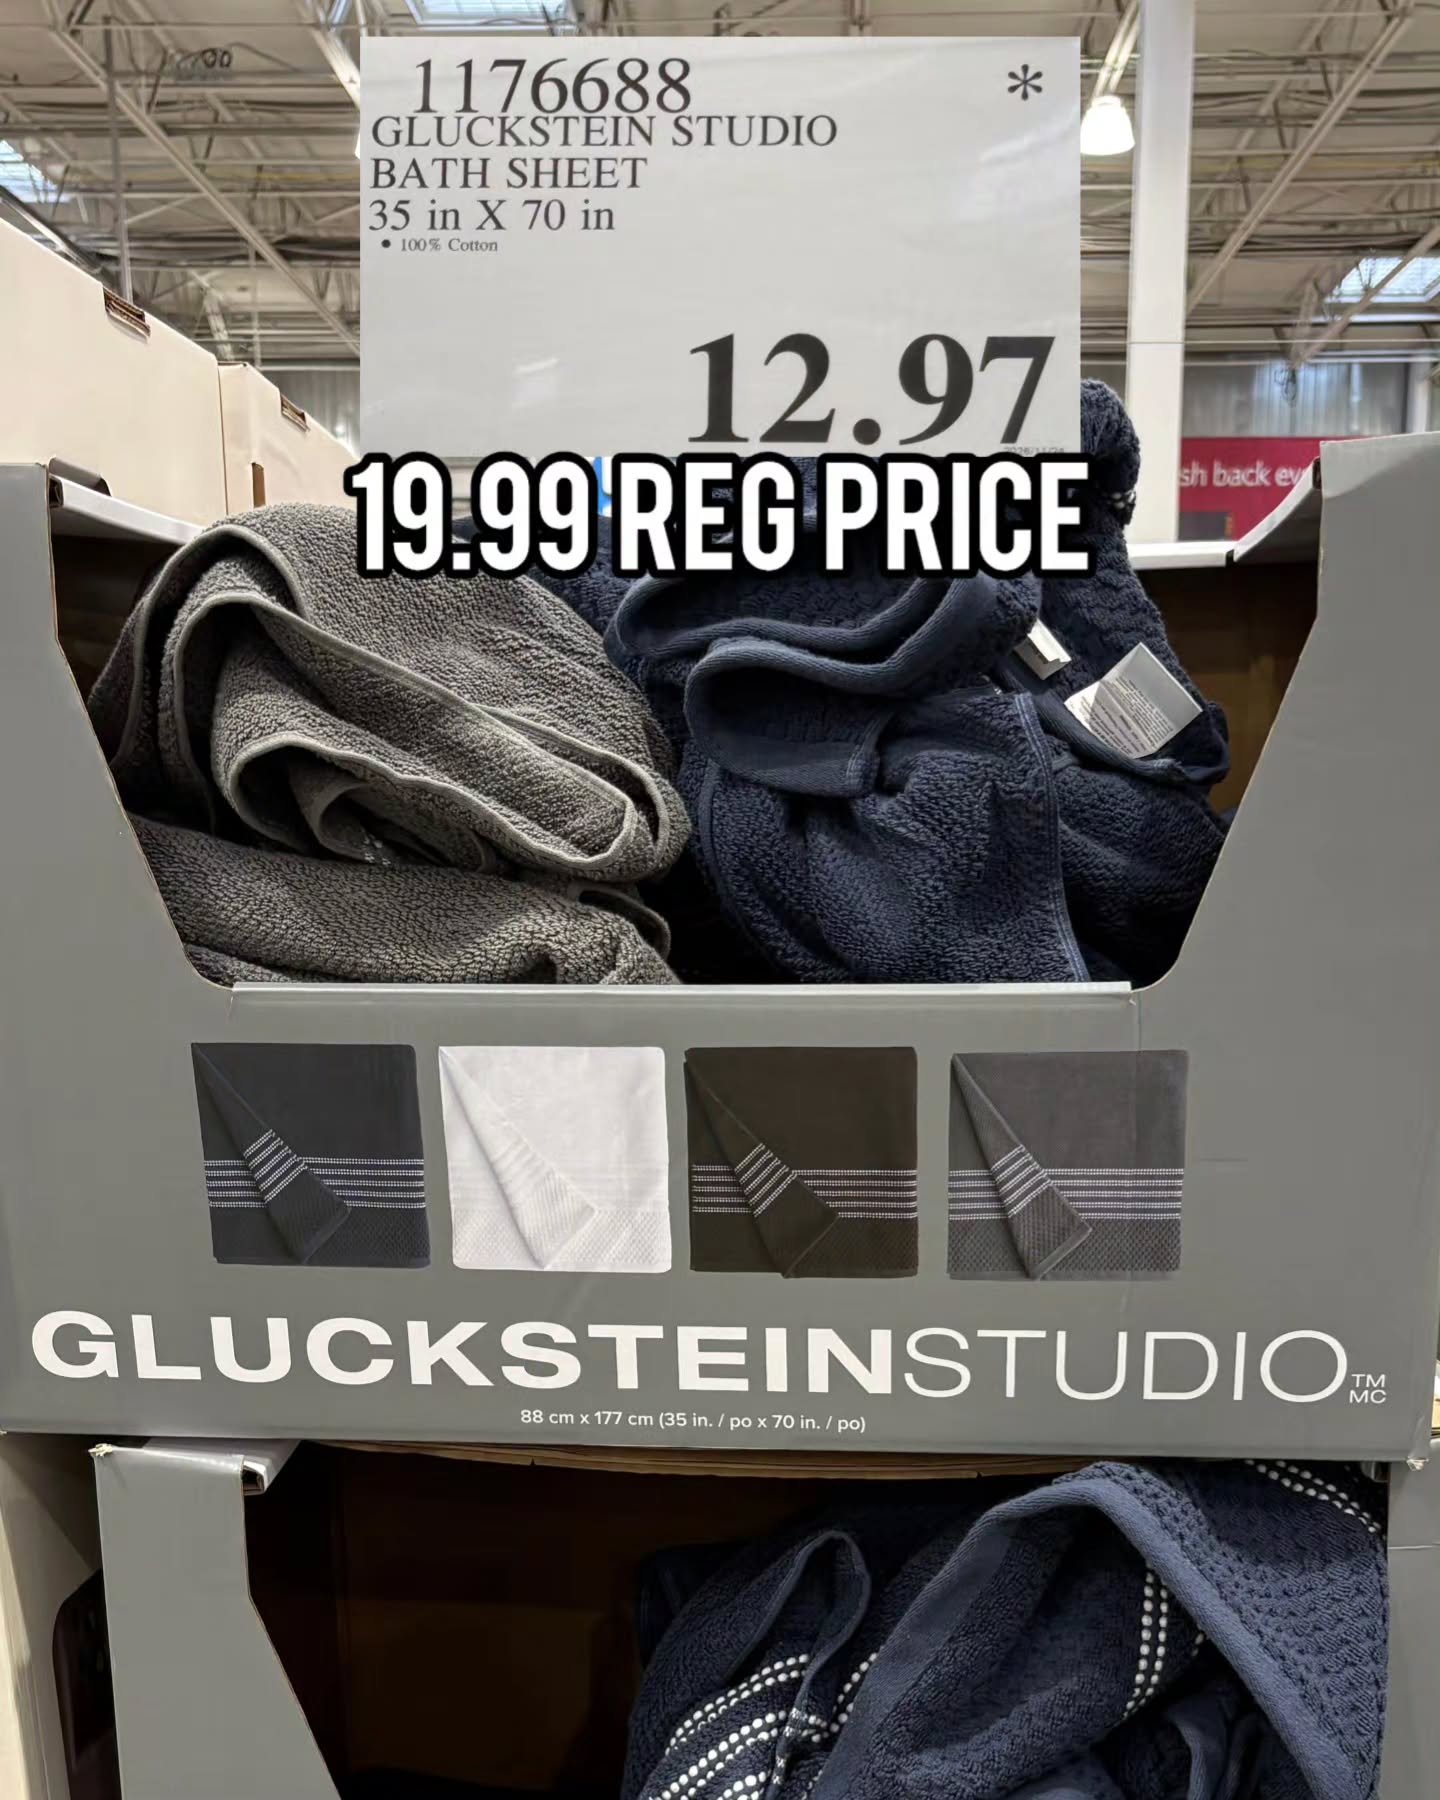 1176688 *
GLUCKSTEIN STUDIO
BATH SHEET
35 in X 70 in
• 100% Cotton
12.97
19.99 REG PRICE
sh back ev
GLUCKSTEINSTUDIO TM MC
88 cm x 177 cm (35 in. / po x 70 in. / po)